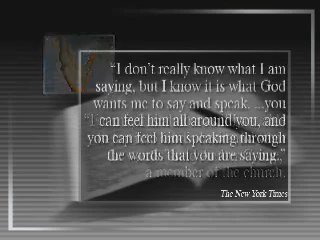 “I don't really know what I am
saying, but I know it is what God
wants me to say and speak. ...you
“I can feel him all around you, and
you can feel him speaking through
the words that you are saying.”
a member of the church.
The New York Times